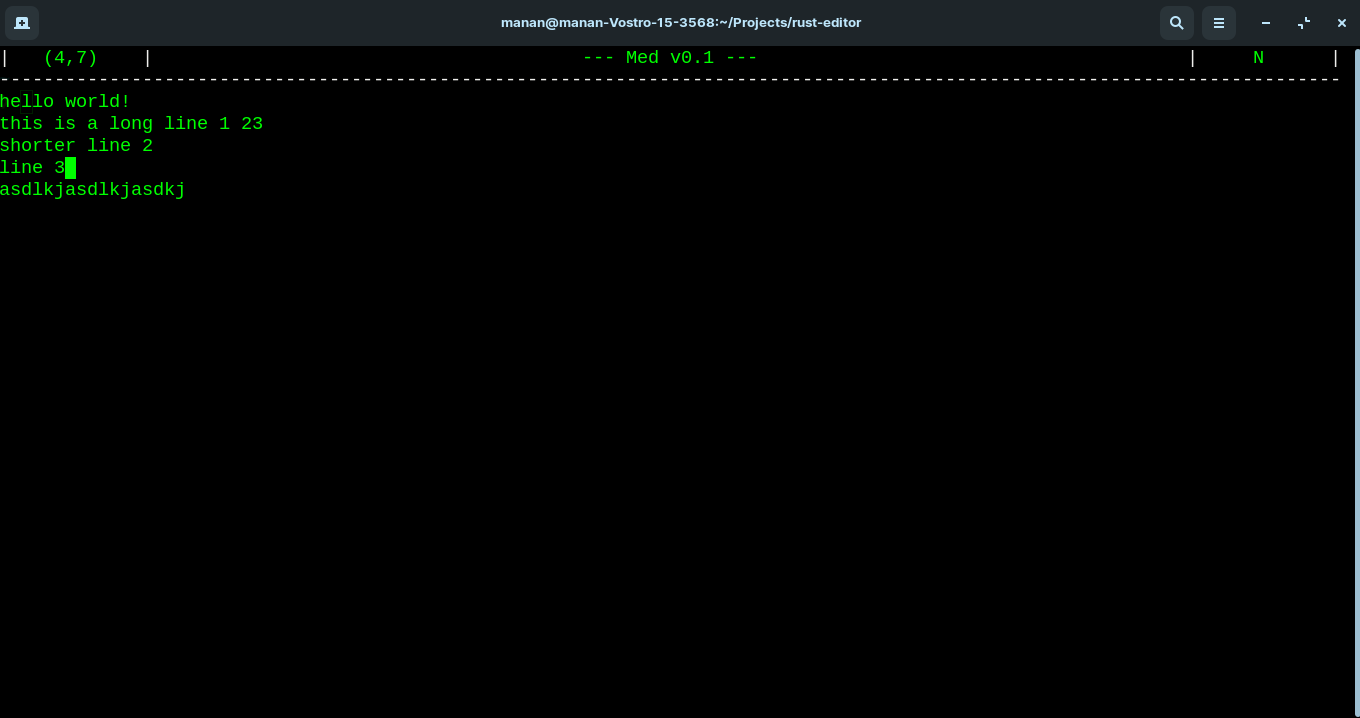 manan@manan-Vostro-15-3568:~/Projects/rust-editor
| (4,7) | --- Med v0.1 --- | N |
--------------------------------------------------------------------------------------------------------------------------
hello world!
this is a long line 1 23
shorter line 2
line 3
asdlkjasdlkjasdkj